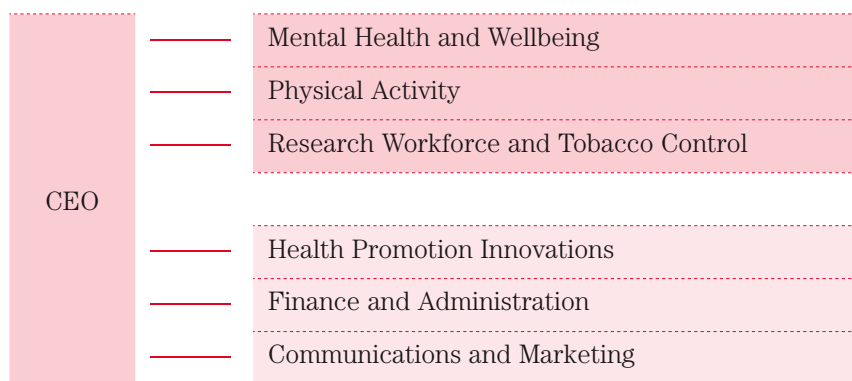 Mental Health and Wellbeing
Physical Activity
Research Workforce and Tobacco Control
CEO
Health Promotion Innovations
Finance and Administration
Communications and Marketing